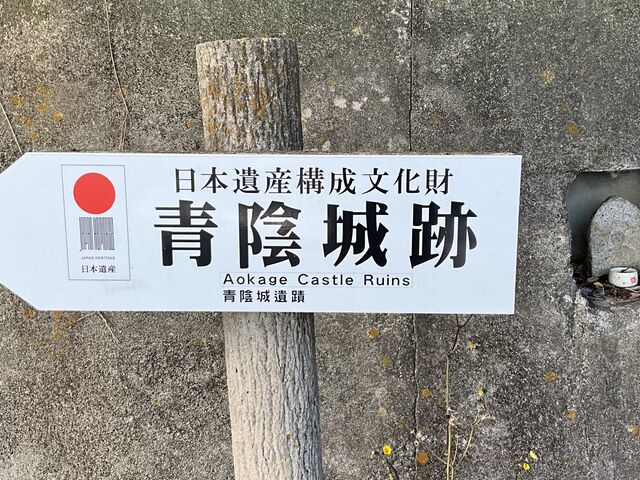 日本遺産構成文化財
青陰城跡
Aokage Castle Ruins
青陰城遺蹟
JAPAN HERITAGE
日本遺産